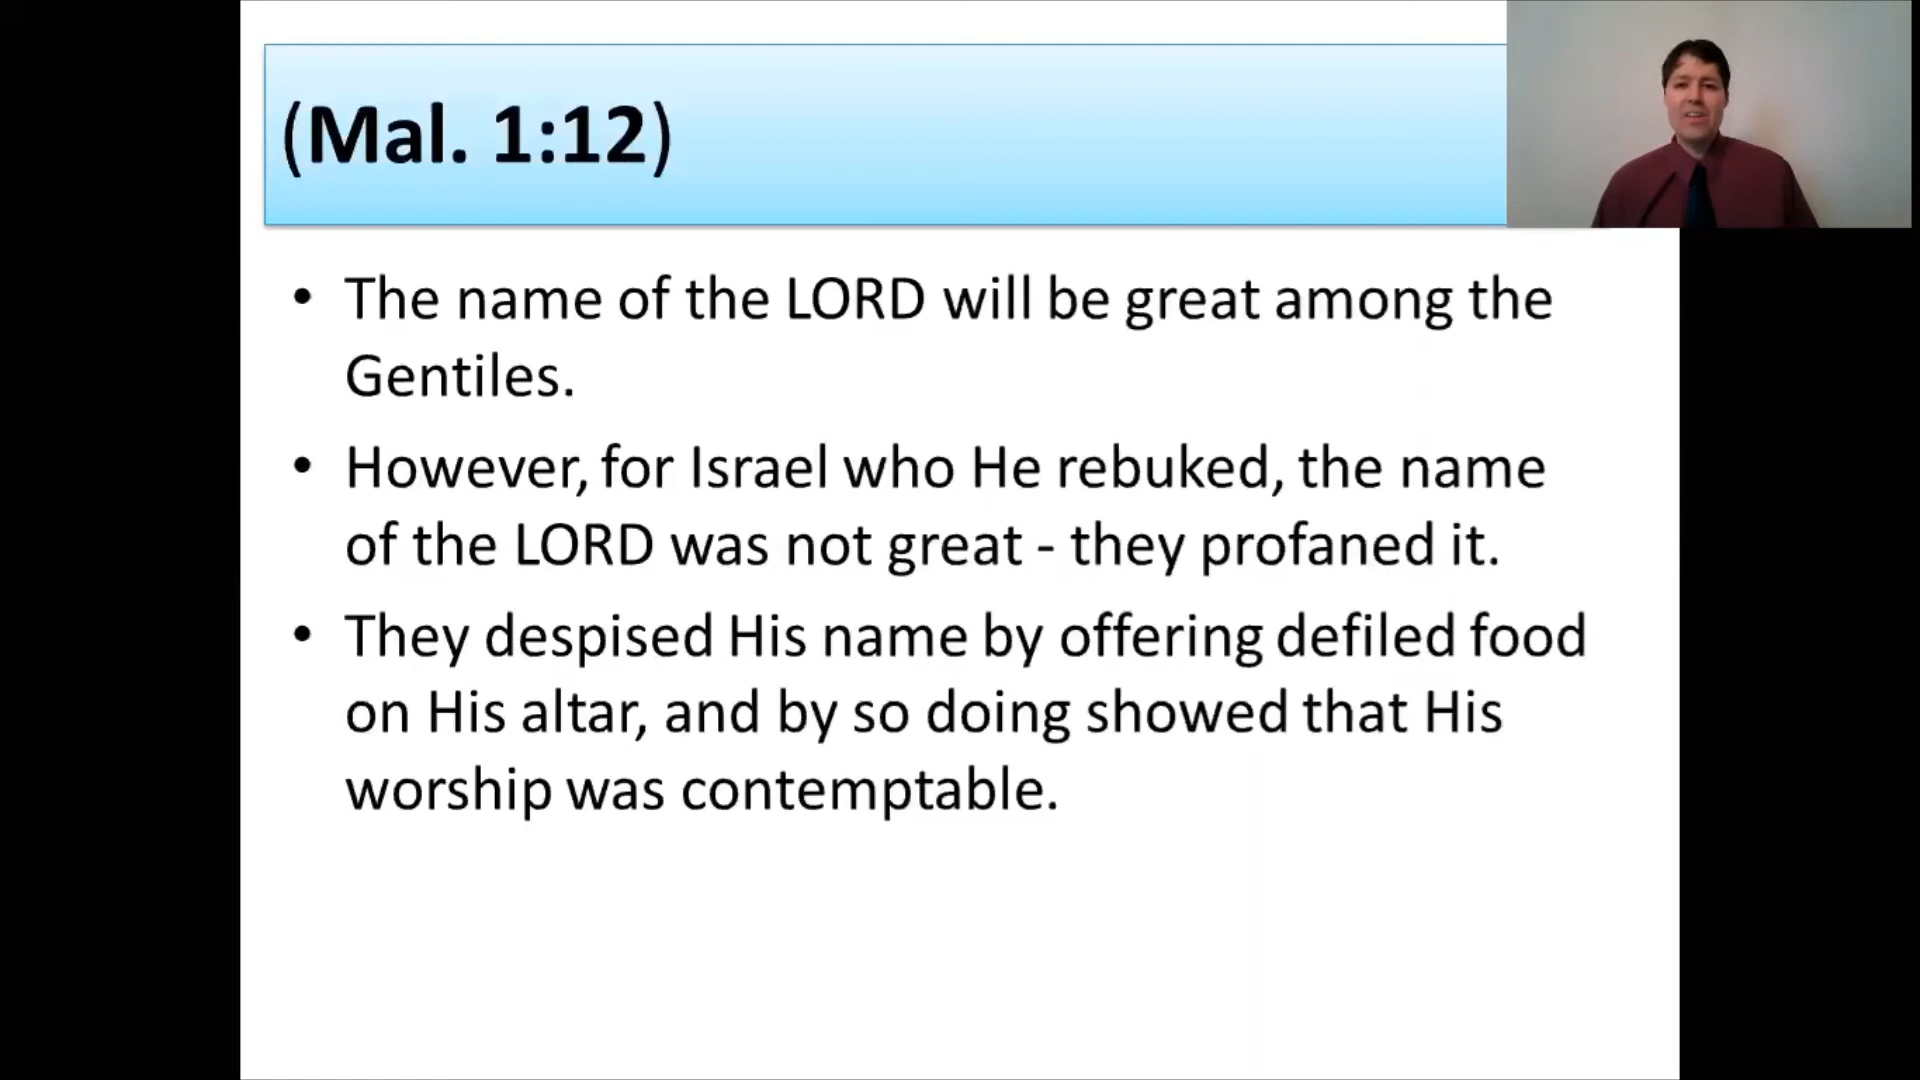 (Mal. 1:12)
• The name of the LORD will be great among the
Gentiles.
• However, for Israel who He rebuked, the name
of the LORD was not great - they profaned it.
• They despised His name by offering defiled food
on His altar, and by so doing showed that His
worship was contemptable.